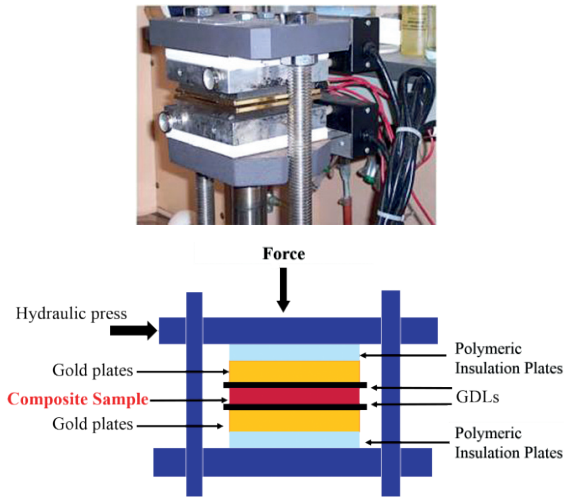 Force
Hydraulic press
Polymeric
Insulation Plates
Gold plates
GDLs
Composite Sample
Gold plates
Polymeric
Insulation Plates